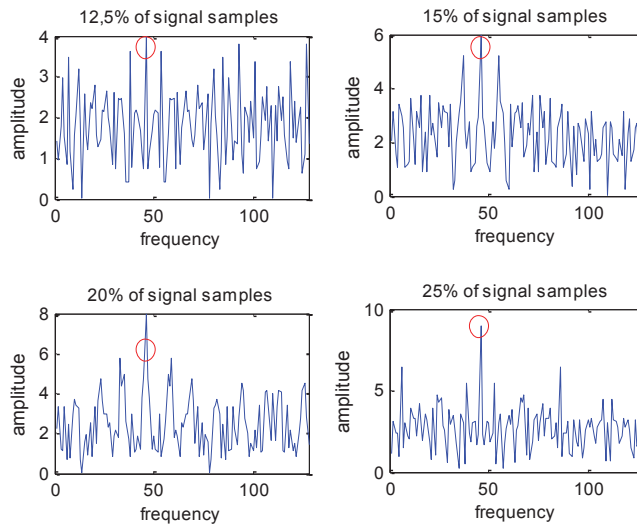 12,5% of signal samples
4
3
2
1
0
0 50 100
amplitude
frequency
15% of signal samples
6
4
2
0
0 50 100
amplitude
frequency
20% of signal samples
8
6
4
2
0
0 50 100
amplitude
frequency
25% of signal samples
10
5
0
0 50 100
amplitude
frequency